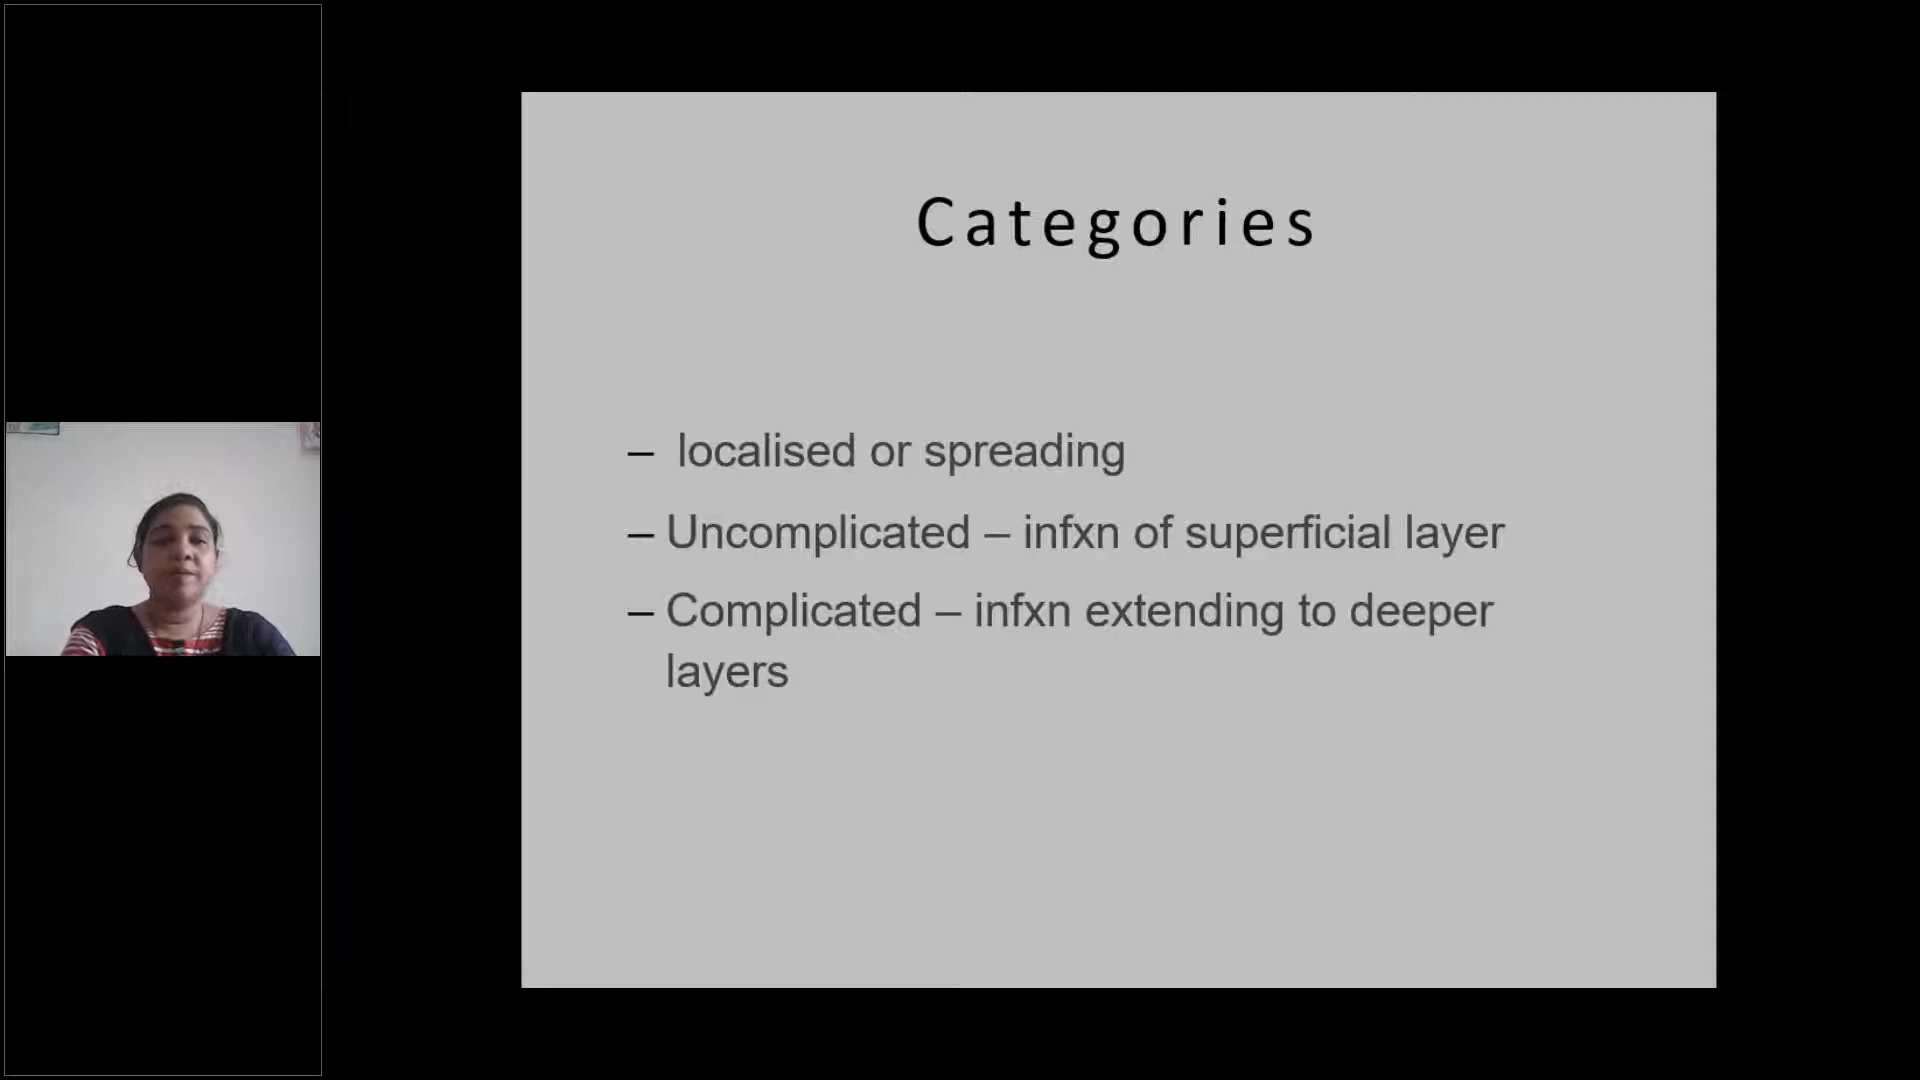 Categories
– localised or spreading
– Uncomplicated – infxn of superficial layer
– Complicated – infxn extending to deeper
layers